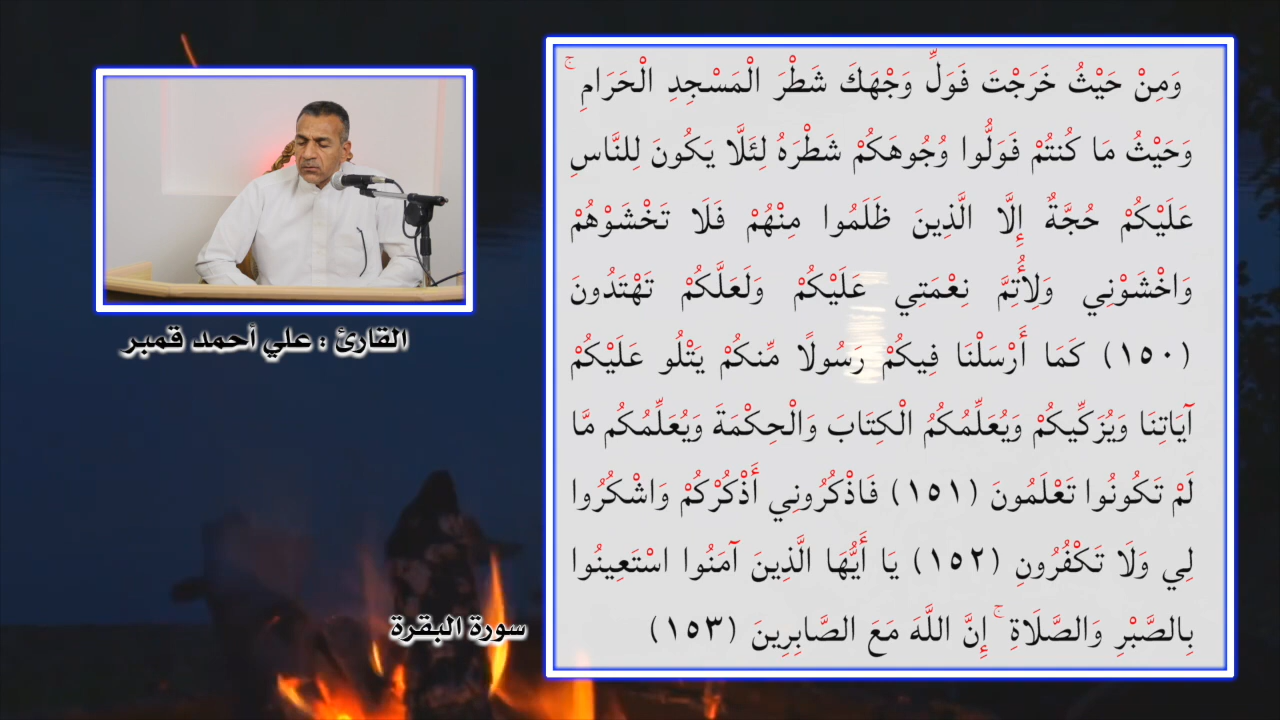 وَمِنْ حَيْثُ خَرَجْتَ فَوَلِّ وَجْهَكَ شَطْرَ الْمَسْجِدِ الْحَرَامِ ۚ
وَحَيْثُ مَا كُنتُمْ فَوَلُّوا وُجُوهَكُمْ شَطْرَهُ لِئَلَّا يَكُونَ لِلنَّاسِ
عَلَيْكُمْ حُجَّةٌ إِلَّا الَّذِينَ ظَلَمُوا مِنْهُمْ فَلَا تَخْشَوْهُمْ
وَاخْشَوْنِي وَلِأُتِمَّ نِعْمَتِي عَلَيْكُمْ وَلَعَلَّكُمْ تَهْتَدُونَ
(١٥٠) كَمَا أَرْسَلْنَا فِيكُمْ رَسُولًا مِّنكُمْ يَتْلُو عَلَيْكُمْ
آيَاتِنَا وَيُزَكِّيكُمْ وَيُعَلِّمُكُمُ الْكِتَابَ وَالْحِكْمَةَ وَيُعَلِّمُكُم مَّا
لَمْ تَكُونُوا تَعْلَمُونَ (١٥١) فَاذْكُرُونِي أَذْكُرْكُمْ وَاشْكُرُوا
لِي وَلَا تَكْفُرُونِ (١٥٢) يَا أَيُّهَا الَّذِينَ آمَنُوا اسْتَعِينُوا
بِالصَّبْرِ وَالصَّلَاةِ ۚ إِنَّ اللَّهَ مَعَ الصَّابِرِينَ (١٥٣)
القارئ : علي أحمد قمبر
سورة البقرة